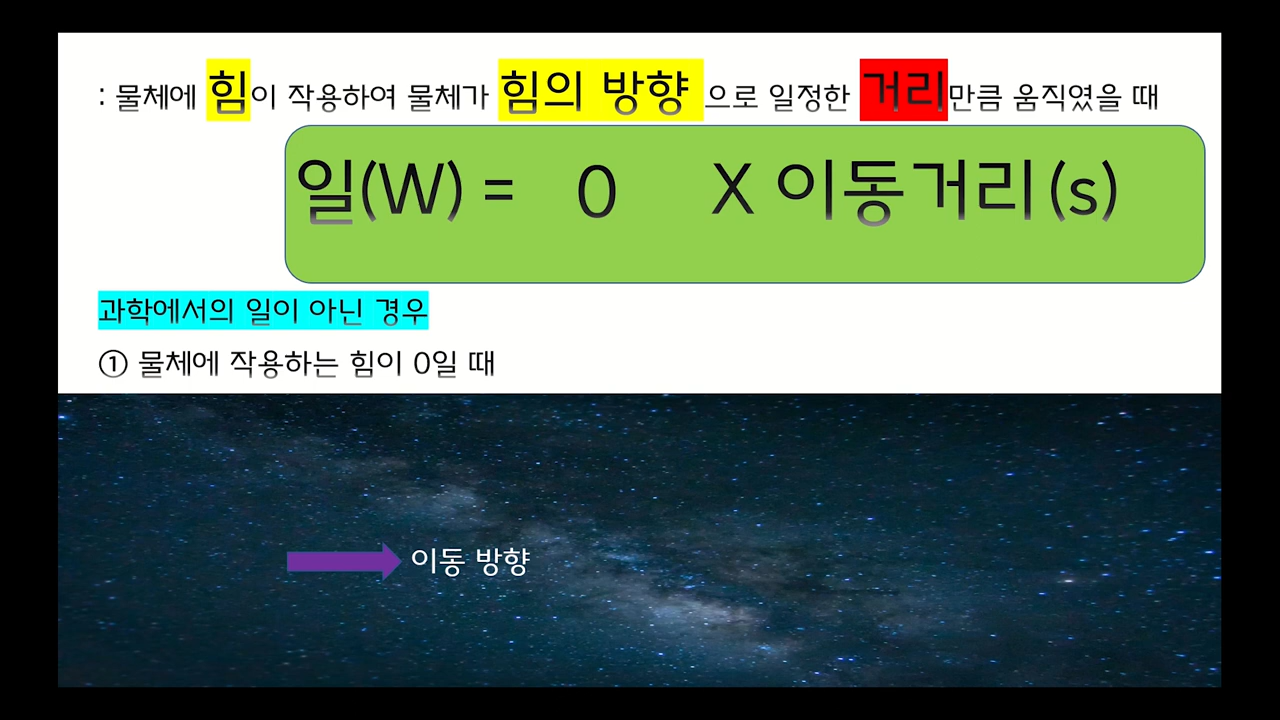 : 물체에 힘이 작용하여 물체가 힘의 방향 으로 일정한 거리만큼 움직였을 때
일(W) = 0 X 이동거리(s)
과학에서의 일이 아닌 경우
① 물체에 작용하는 힘이 0일 때
이동 방향